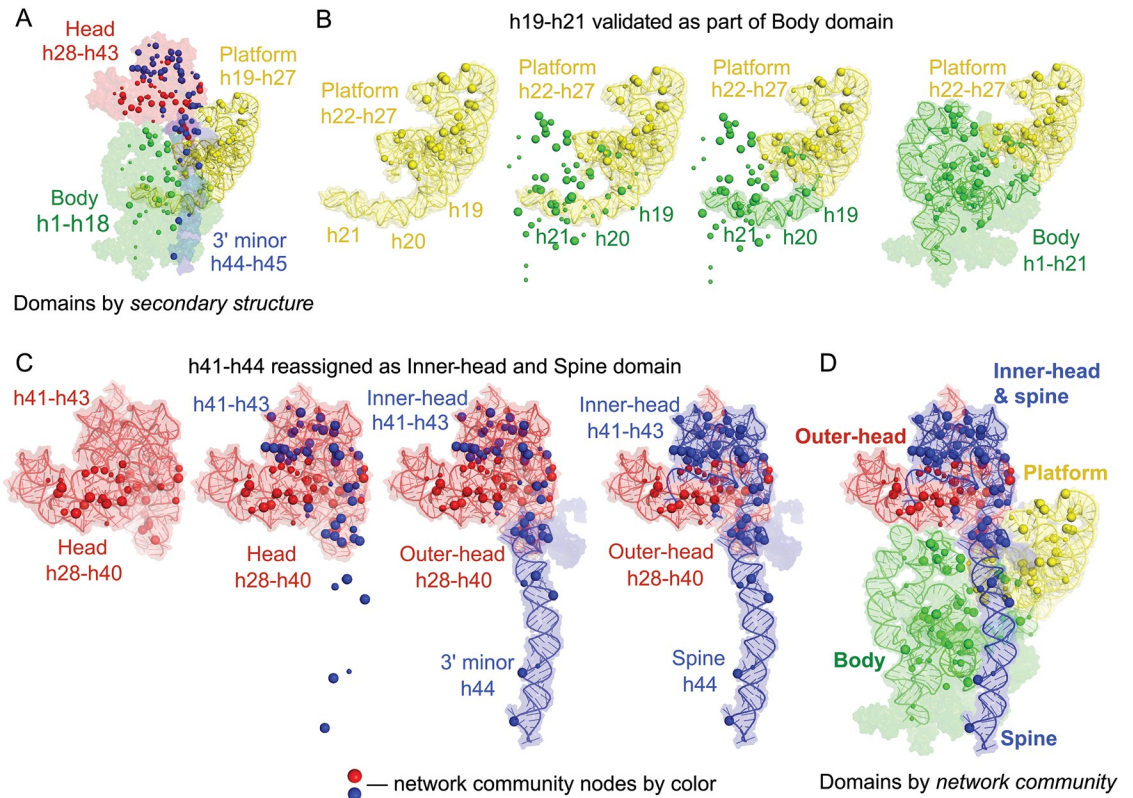 A
Head
h28-h43
Platform
h19-h27
Body
h1-h18
3' minor
h44-h45
Domains by secondary structure
B
h19-h21 validated as part of Body domain
Platform
h22-h27
h19
h21
h20
Platform
h22-h27
h19
h21
h20
Platform
h22-h27
h19
h21
h20
Platform
h22-h27
Body
h1-h21
C
h41-h44 reassigned as Inner-head and Spine domain
h41-h43
Head
h28-h40
h41-h43
Head
h28-h40
Inner-head
h41-h43
Outer-head
h28-h40
3' minor
h44
Inner-head
h41-h43
Outer-head
h28-h40
Spine
h44
— network community nodes by color
D
Inner-head
& spine
Outer-head
Platform
Body
Spine
Domains by network community